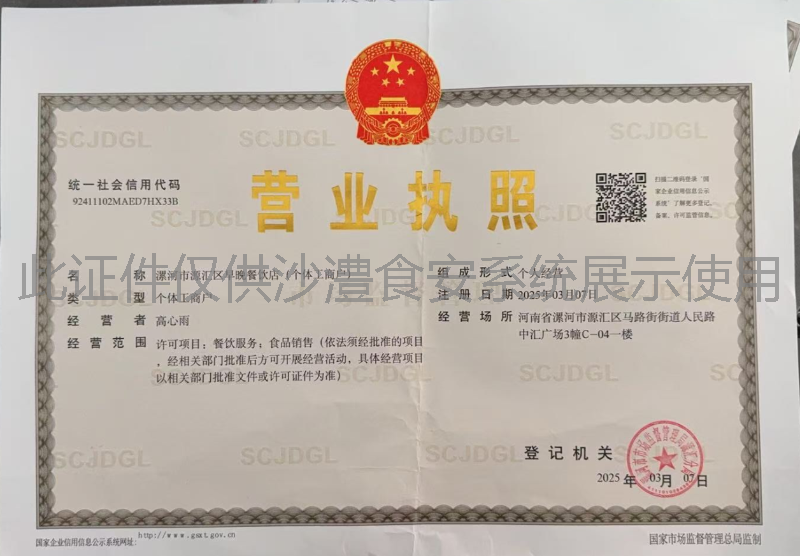 统一社会信用代码
92411102MAED7HX33B
营业执照
扫描二维码登录“国
家企业信用信息公示
系统”了解更多登记、
备案、许可监管信息。
名称 漯河市源汇区早晚餐饮店（个体工商户）
类型 个体工商户
经营者 高心雨
经营范围 许可项目：餐饮服务；食品销售（依法须经批准的项目
，经相关部门批准后方可开展经营活动，具体经营项目
以相关部门批准文件或许可证件为准）
组成形式 个人经营
注册日期 2025年03月07日
经营场所 河南省漯河市源汇区马路街街道人民路
中汇广场3幢C-04一楼
此证件仅供沙澧食安系统展示使用
登记机关
2025年03月07日
国家企业信用信息公示系统网址：http://www.gsxt.gov.cn
国家市场监督管理总局监制
SCJDGL
SCJDGL
SCJDGL
SCJDGL
SCJDGL
SCJDGL
SCJDGL
SCJDGL
SCJDGL
SCJDGL
SCJDGL